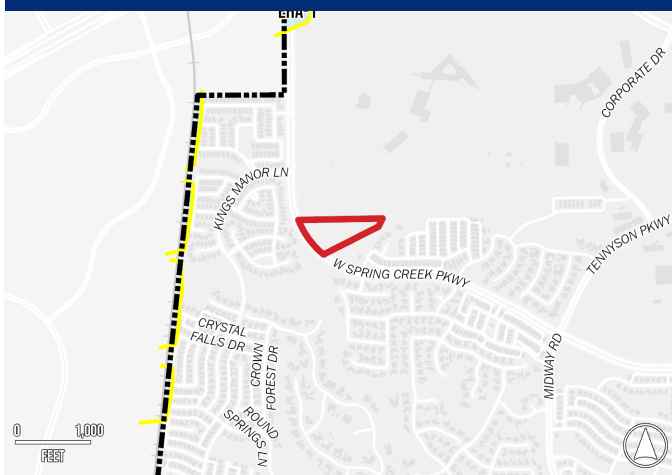 CORPORATE DR
KINGS MANOR LN
TENNYSON PKWY
W SPRING CREEK PKWY
CRYSTAL
FALLS DR
CROWN
FOREST DR
MIDWAY RD
ROUND
SPRINGS LN
0 1,000
FEET